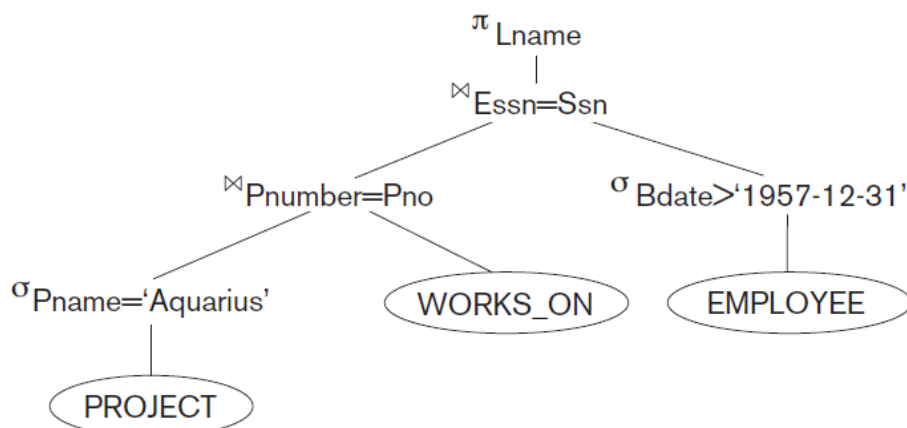 π Lname
⋈ Essn=Ssn
⋈ Pnumber=Pno
σ Bdate>‘1957-12-31’
σ Pname=‘Aquarius’
WORKS_ON
EMPLOYEE
PROJECT